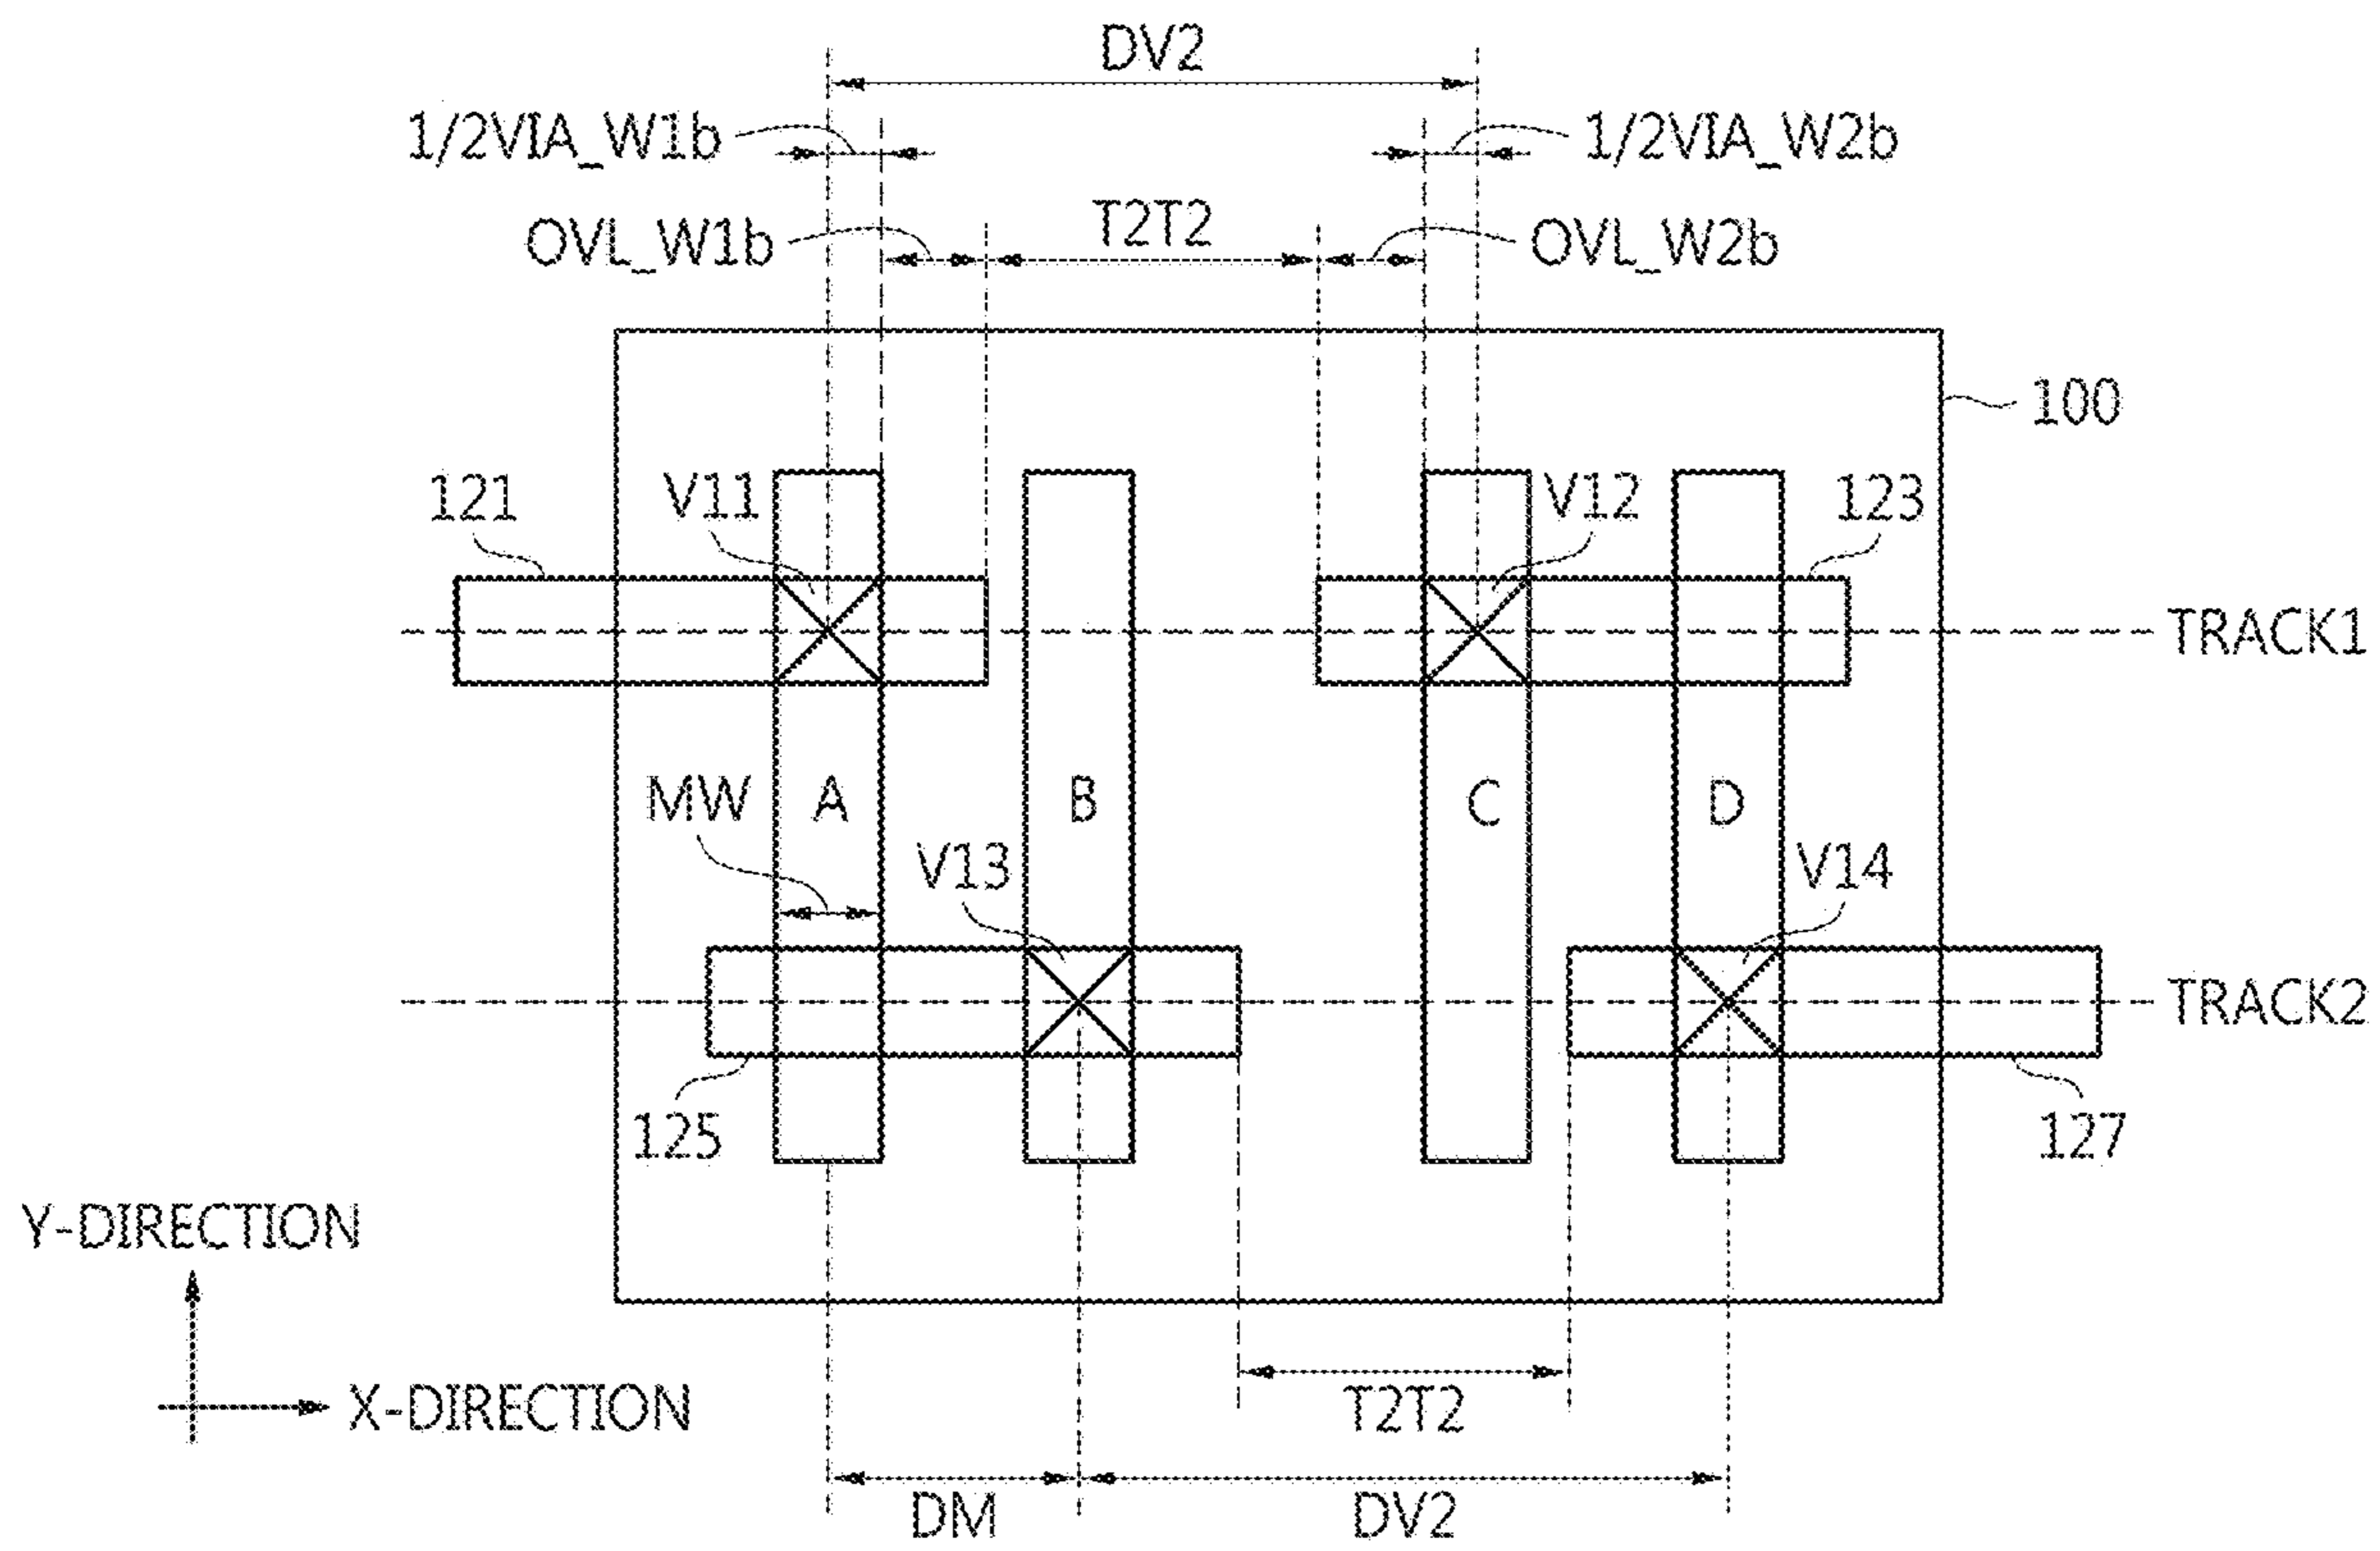 DV2
1/2VIA_W1b
1/2VIA_W2b
OVL_W1b
T2T2
OVL_W2b
100
121
V11
V12
123
TRACK1
MW
A
B
C
D
V13
V14
TRACK2
125
127
Y-DIRECTION
X-DIRECTION
T2T2
DM
DV2